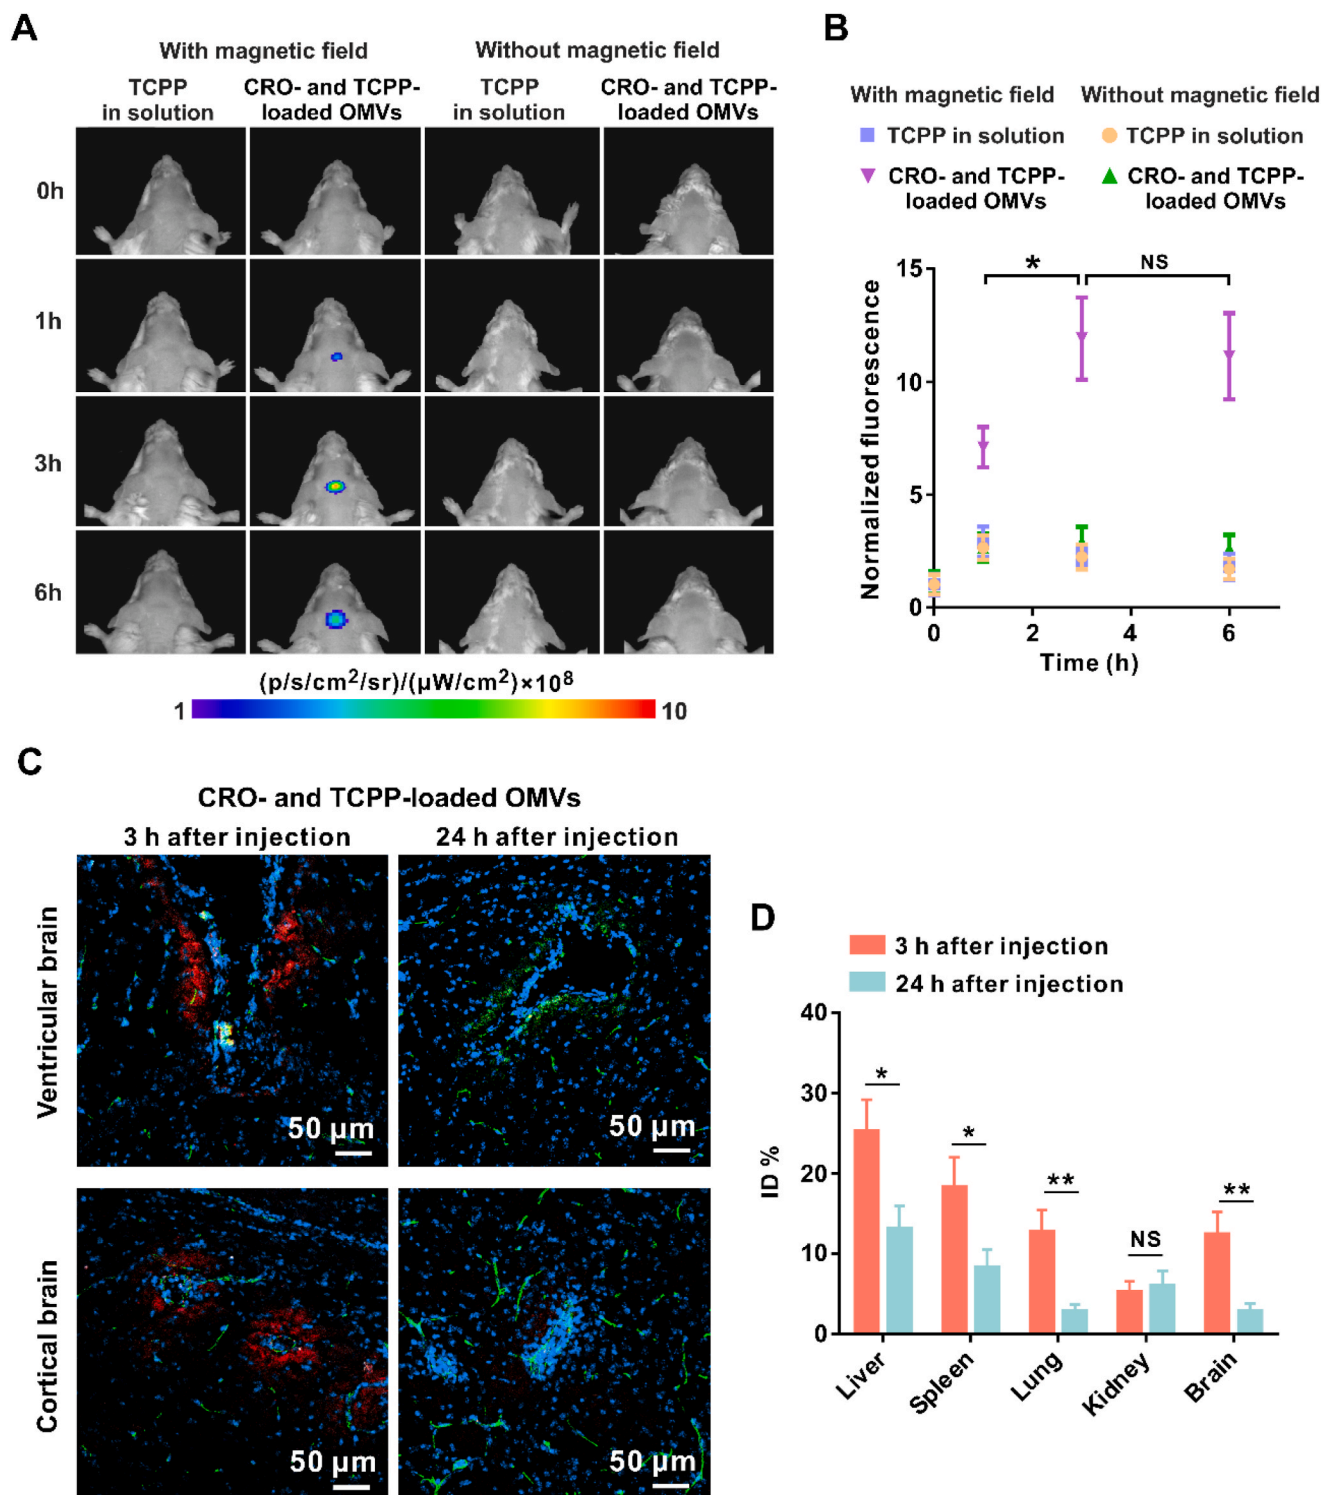 A
With magnetic field
Without magnetic field
TCPP
in solution
CRO- and TCPP-
loaded OMVs
TCPP
in solution
CRO- and TCPP-
loaded OMVs
0h
1h
3h
6h
(p/s/cm²/sr)/(μW/cm²)×10⁸
1
10
B
With magnetic field
Without magnetic field
TCPP in solution
TCPP in solution
CRO- and TCPP-
loaded OMVs
CRO- and TCPP-
loaded OMVs
Normalized fluorescence
15
10
5
0
*
NS
0 2 4 6
Time (h)
C
CRO- and TCPP-loaded OMVs
3 h after injection
24 h after injection
Ventricular brain
50 μm
50 μm
Cortical brain
50 μm
50 μm
D
3 h after injection
24 h after injection
ID %
40
30
20
10
0
*
*
**
NS
**
Liver
Spleen
Lung
Kidney
Brain